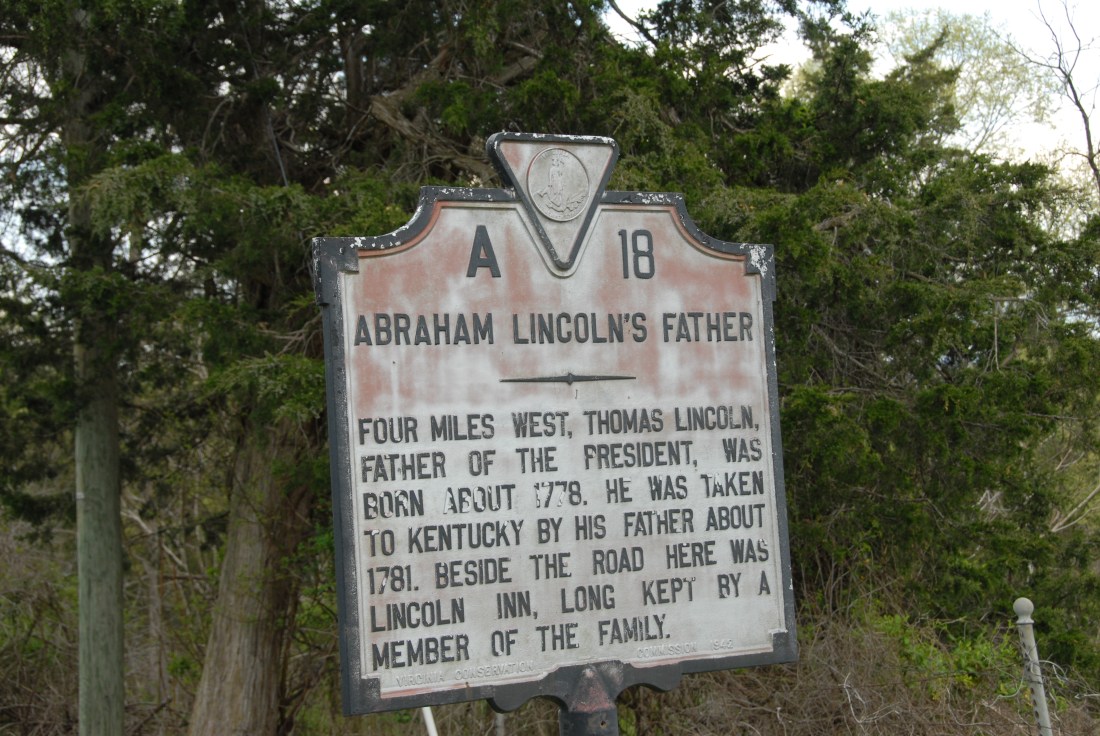 A 18
ABRAHAM LINCOLN'S FATHER
FOUR MILES WEST, THOMAS LINCOLN,
FATHER OF THE PRESIDENT, WAS
BORN ABOUT 1778. HE WAS TAKEN
TO KENTUCKY BY HIS FATHER ABOUT
1781. BESIDE THE ROAD HERE WAS
LINCOLN INN, LONG KEPT BY A
MEMBER OF THE FAMILY.
VIRGINIA CONSERVATION COMMISSION